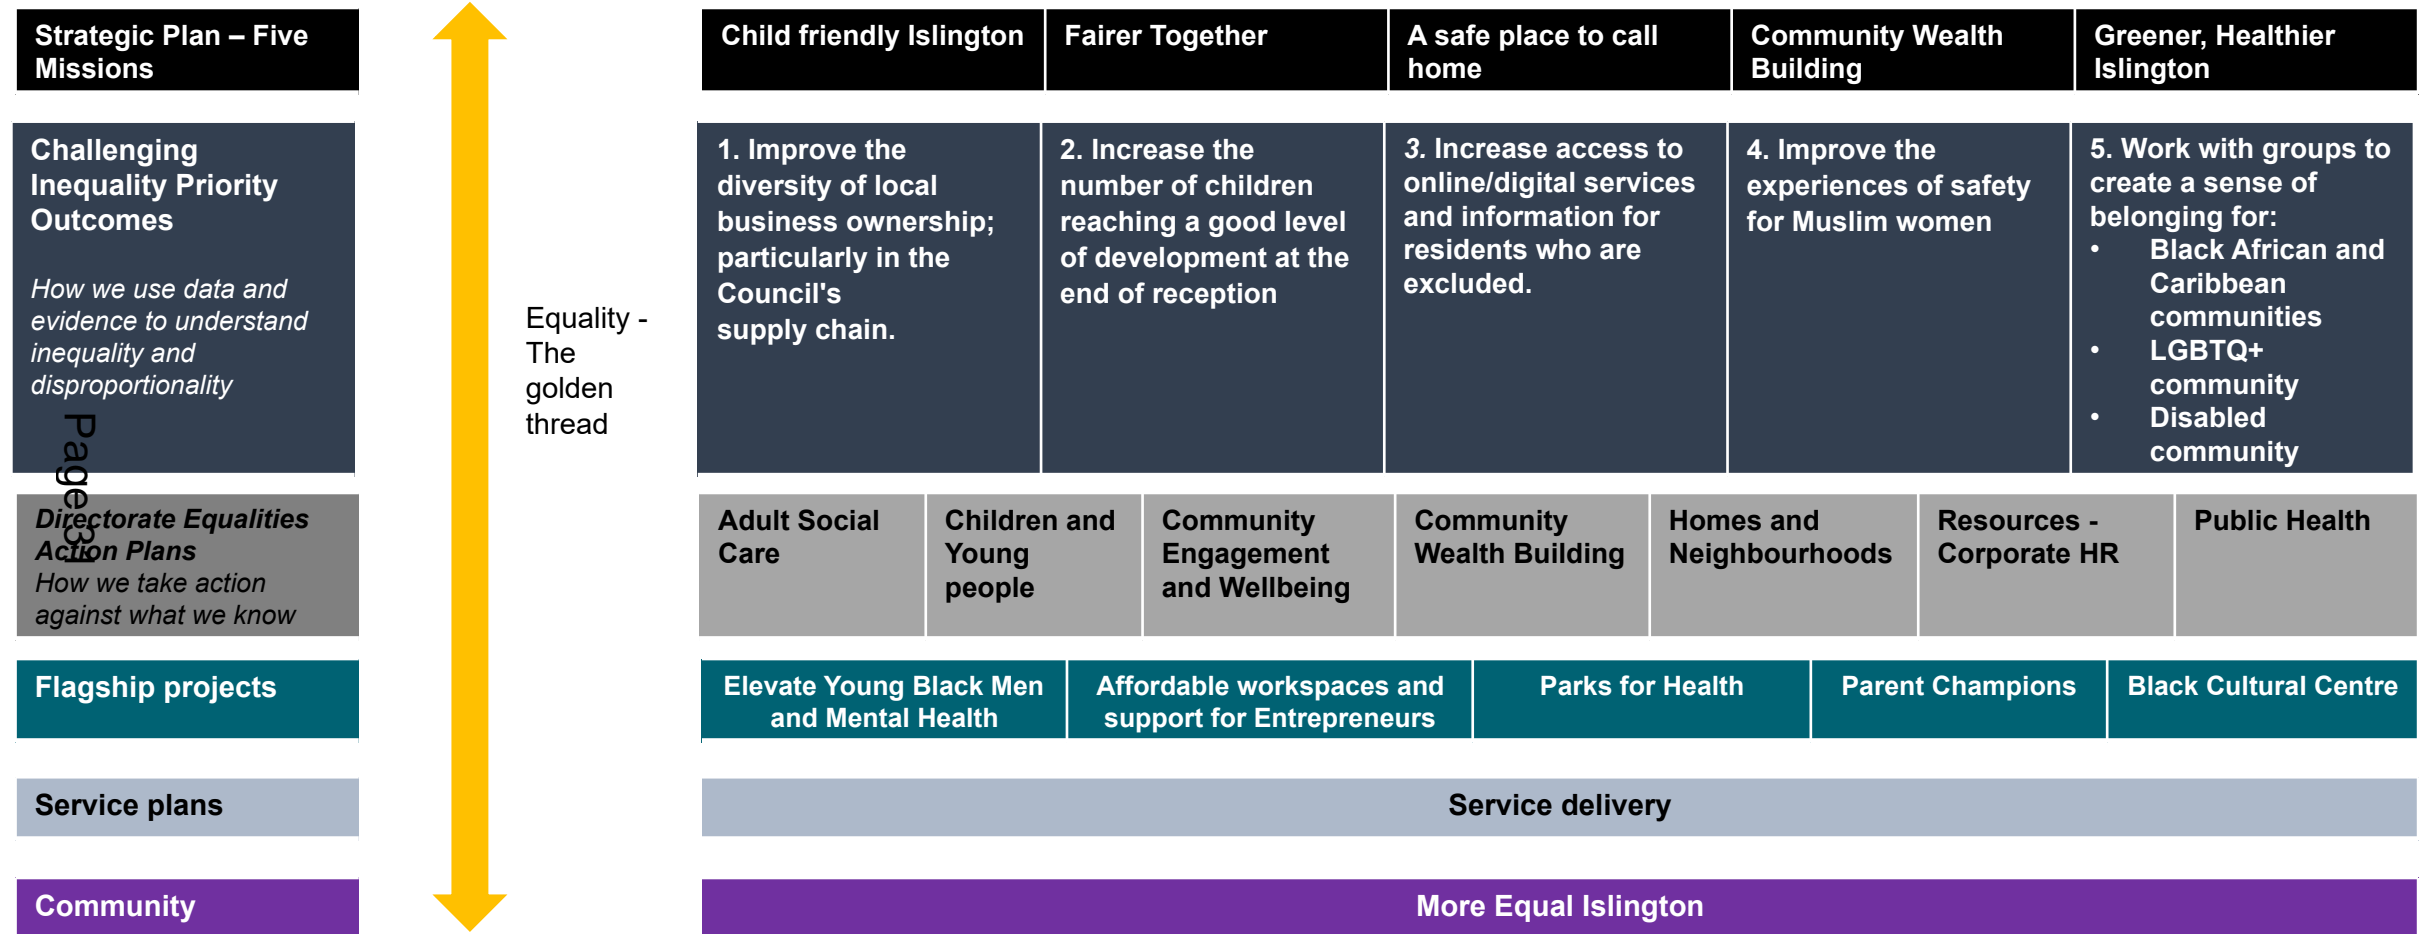 Strategic Plan – Five
Missions
Child friendly Islington
Fairer Together
A safe place to call
home
Community Wealth
Building
Greener, Healthier
Islington
Challenging
Inequality Priority
Outcomes
How we use data and
evidence to understand
inequality and
disproportionality
Equality -
The
golden
thread
1. Improve the
diversity of local
business ownership;
particularly in the
Council's
supply chain.
2. Increase the
number of children
reaching a good level
of development at the
end of reception
3. Increase access to
online/digital services
and information for
residents who are
excluded.
4. Improve the
experiences of safety
for Muslim women
5. Work with groups to
create a sense of
belonging for:
• Black African and
Caribbean
communities
• LGBTQ+
community
• Disabled
community
Page 31
Directorate Equalities
Action Plans
How we take action
against what we know
Adult Social
Care
Children and
Young
people
Community
Engagement
and Wellbeing
Community
Wealth Building
Homes and
Neighbourhoods
Resources -
Corporate HR
Public Health
Flagship projects
Elevate Young Black Men
and Mental Health
Affordable workspaces and
support for Entrepreneurs
Parks for Health
Parent Champions
Black Cultural Centre
Service plans
Service delivery
Community
More Equal Islington